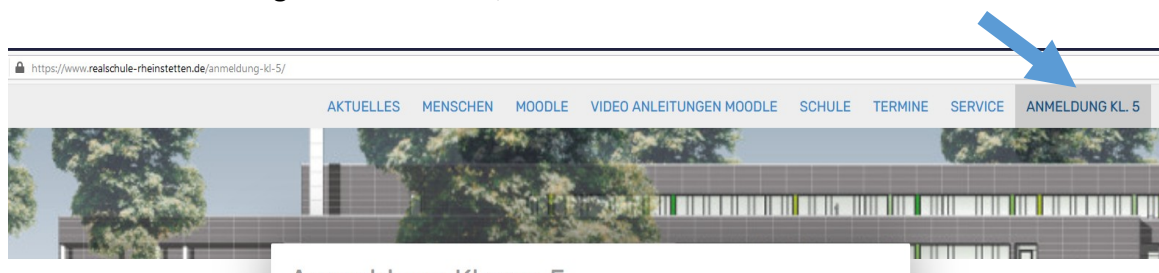 https://www.realschule-rheinstetten.de/anmeldung-kl-5/
AKTUELLES MENSCHEN MOODLE VIDEO ANLEITUNGEN MOODLE SCHULE TERMINE SERVICE ANMELDUNG KL. 5